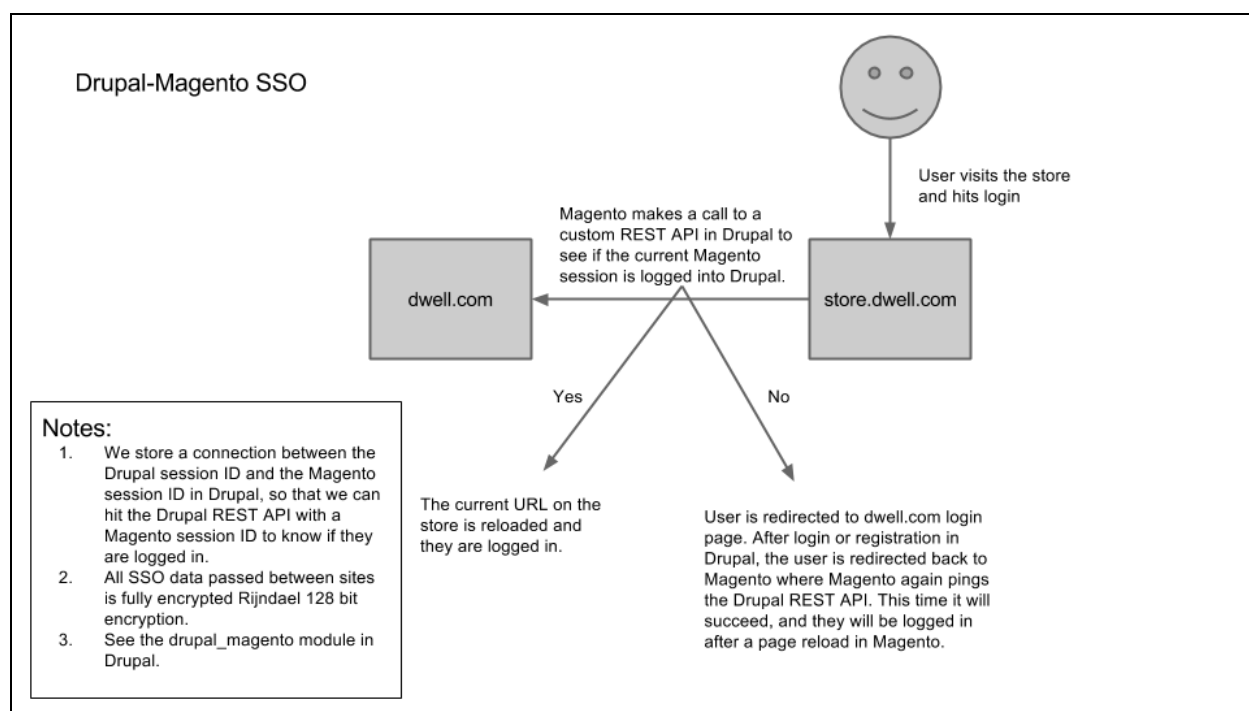 Drupal-Magento SSO
User visits the store
and hits login
Magento makes a call to a
custom REST API in Drupal to
see if the current Magento
session is logged into Drupal.
dwell.com
store.dwell.com
Yes
No
Notes:
1. We store a connection between the
Drupal session ID and the Magento
session ID in Drupal, so that we can
hit the Drupal REST API with a
Magento session ID to know if they
are logged in.
2. All SSO data passed between sites
is fully encrypted Rijndael 128 bit
encryption.
3. See the drupal_magento module in
Drupal.
The current URL on the
store is reloaded and
they are logged in.
User is redirected to dwell.com login
page. After login or registration in
Drupal, the user is redirected back to
Magento where Magento again pings
the Drupal REST API. This time it will
succeed, and they will be logged in
after a page reload in Magento.